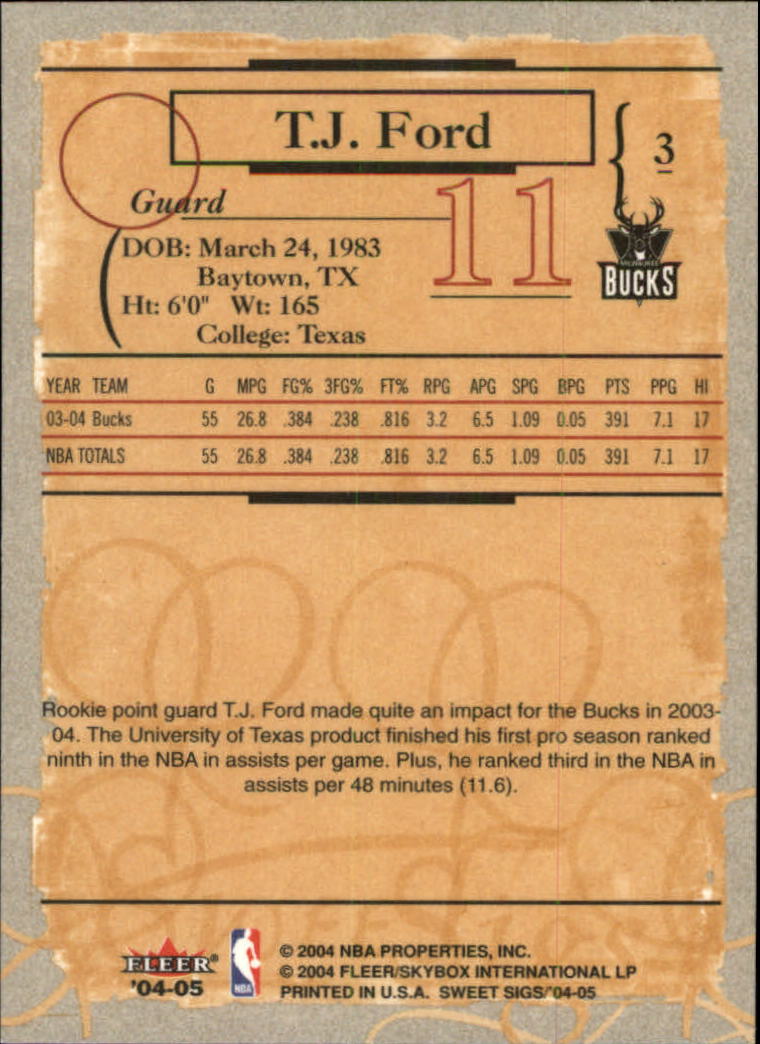 T.J. Ford
3
Guard
11
DOB: March 24, 1983
Baytown, TX
Ht: 6'0" Wt: 165
College: Texas
MILWAUKEE
BUCKS
YEAR TEAM G MPG FG% 3FG% FT% RPG APG SPG BPG PTS PPG HI
03-04 Bucks 55 26.8 .384 .238 .816 3.2 6.5 1.09 0.05 391 7.1 17
NBA TOTALS 55 26.8 .384 .238 .816 3.2 6.5 1.09 0.05 391 7.1 17
Rookie point guard T.J. Ford made quite an impact for the Bucks in 2003-
04. The University of Texas product finished his first pro season ranked
ninth in the NBA in assists per game. Plus, he ranked third in the NBA in
assists per 48 minutes (11.6).
FLEER®
'04-05
NBA
© 2004 NBA PROPERTIES, INC.
© 2004 FLEER/SKYBOX INTERNATIONAL LP
PRINTED IN U.S.A. SWEET SIGS/'04-05